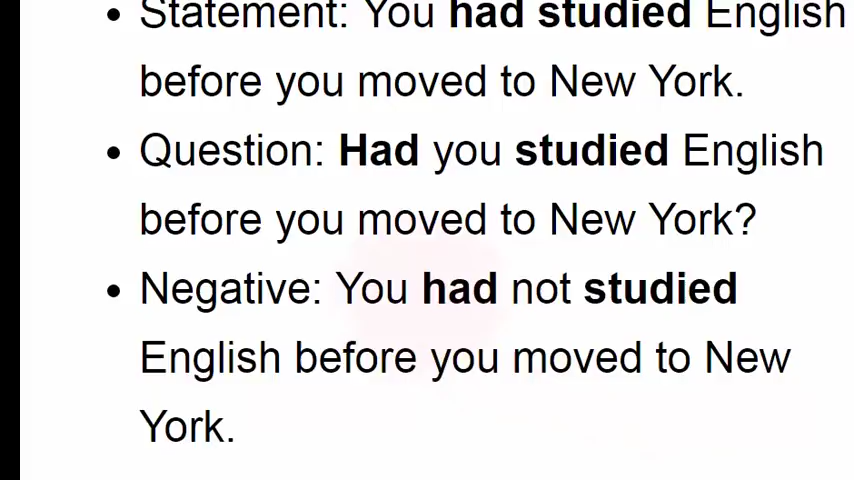 • Statement: You had studied English
before you moved to New York.
• Question: Had you studied English
before you moved to New York?
• Negative: You had not studied
English before you moved to New
York.